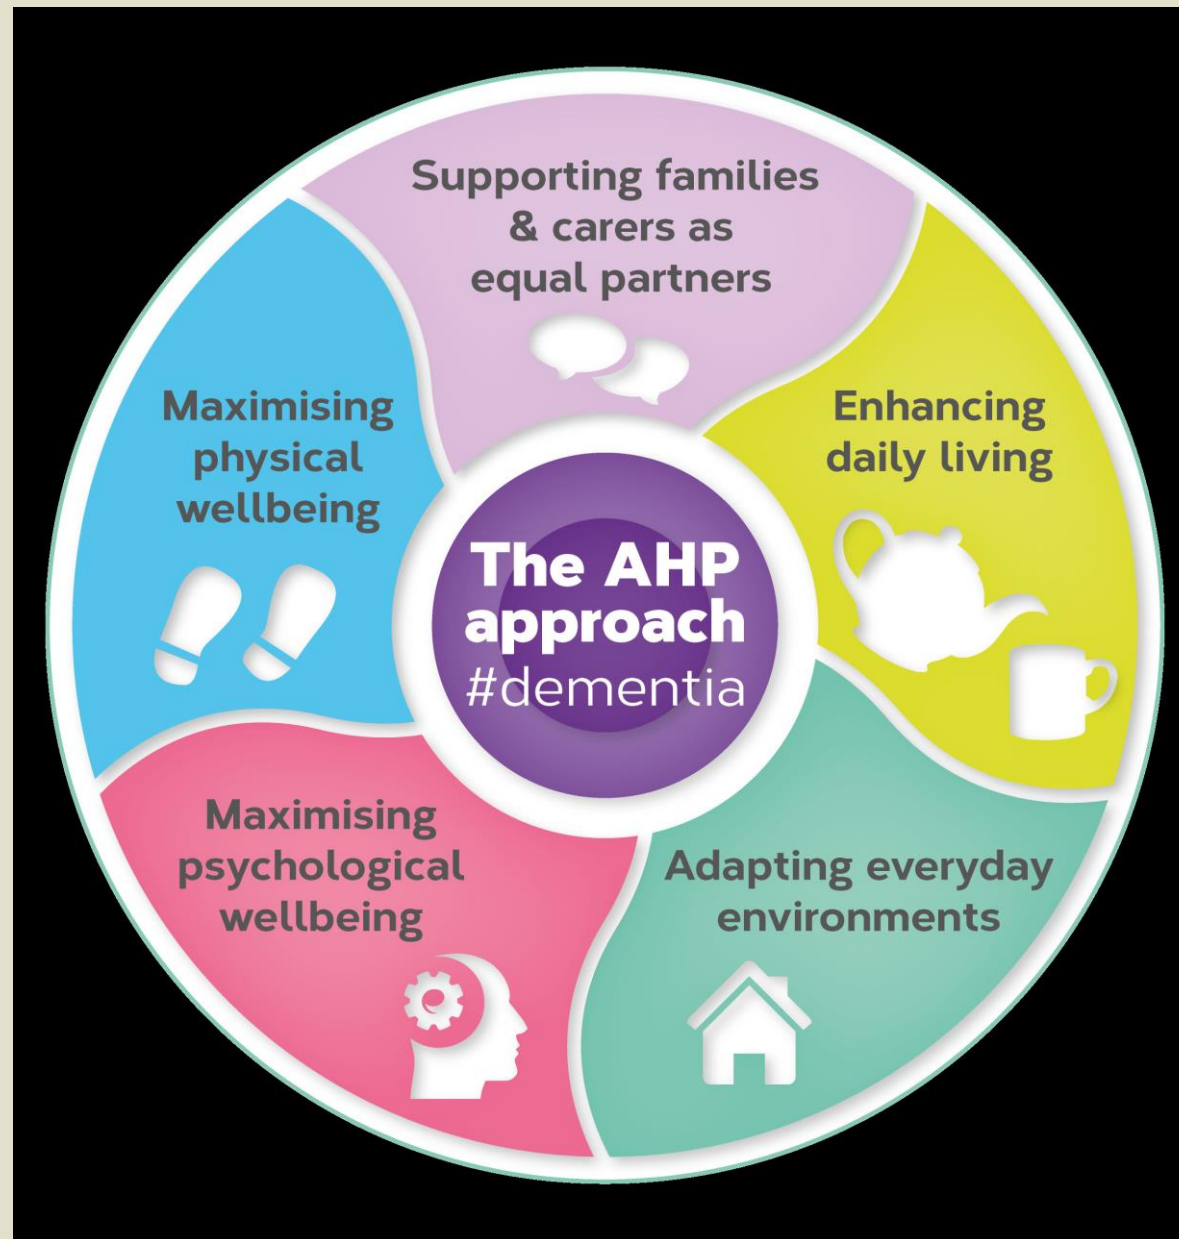 Supporting families
& carers as
equal partners
Enhancing
daily living
Adapting everyday
environments
Maximising
psychological
wellbeing
Maximising
physical
wellbeing
The AHP
approach
#dementia